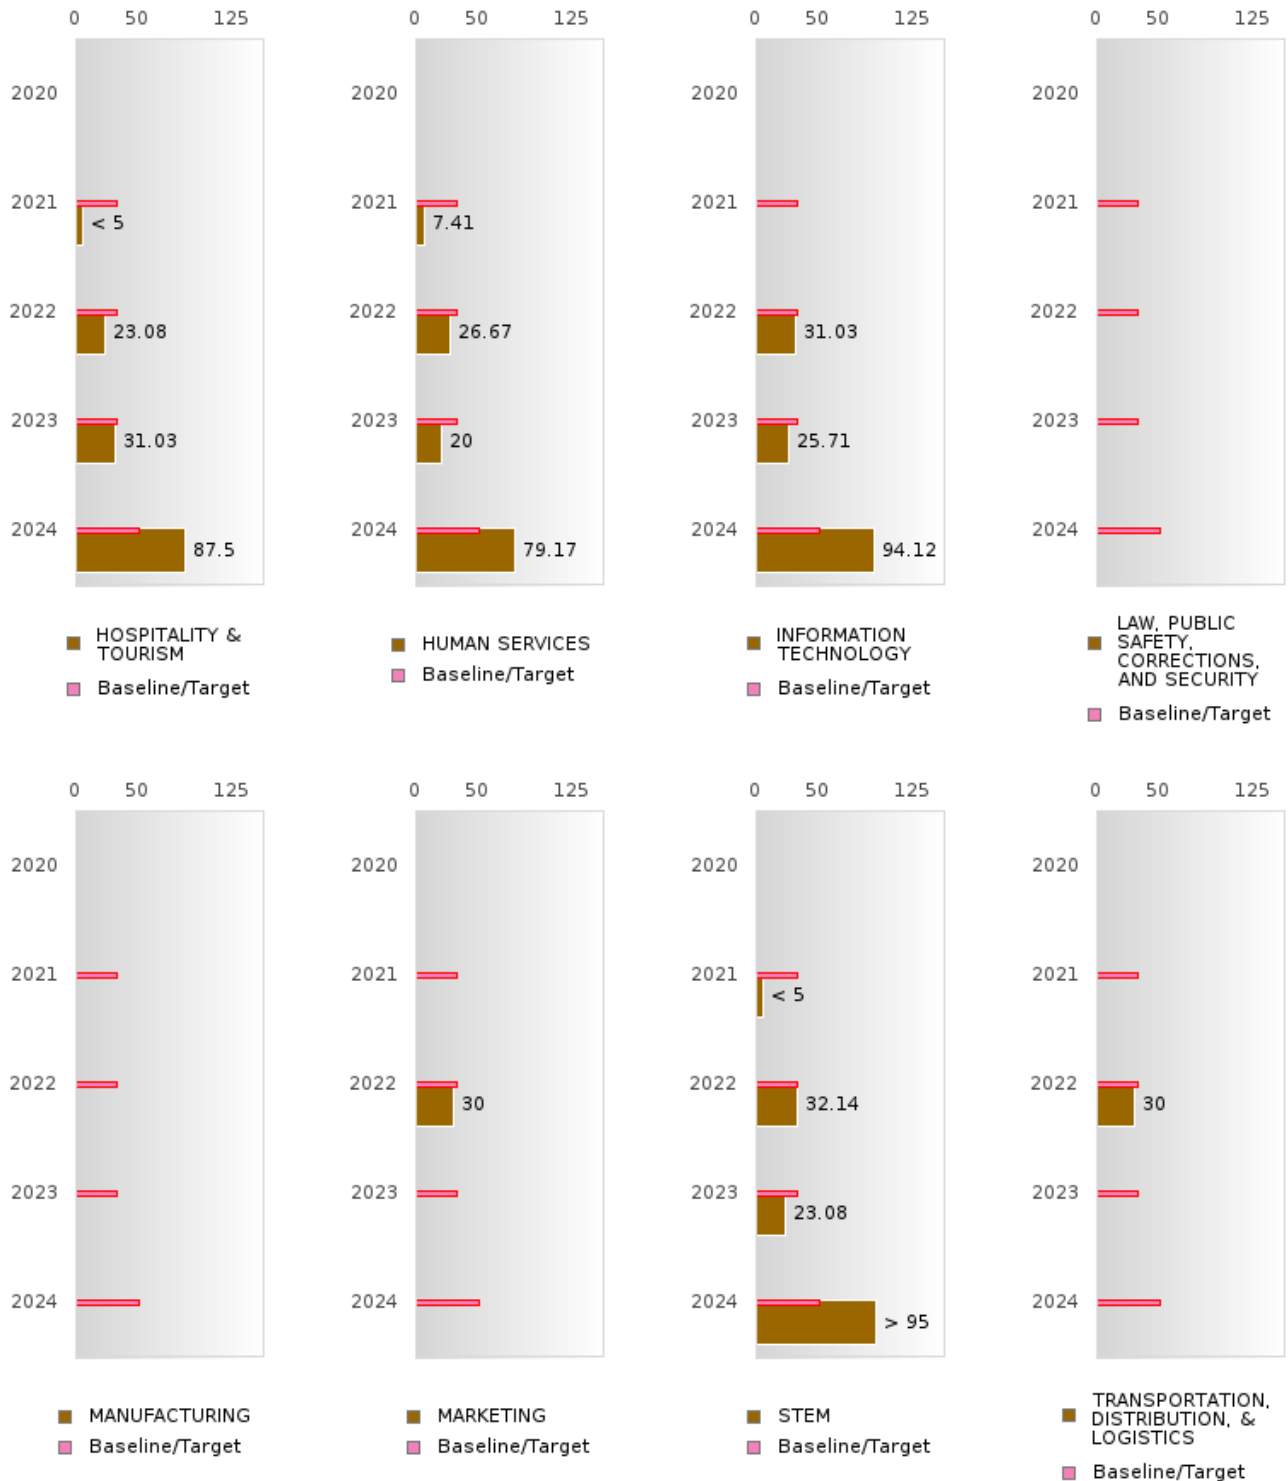 0 50 125 0 50 125 0 50 125 0 50 125
2020 2020 2020 2020
2021 2021 2021 2021
< 5 7.41
2022 2022 2022 2022
23.08 26.67 31.03
2023 2023 2023 2023
31.03 20 25.71
2024 2024 2024 2024
87.5 79.17 94.12
HOSPITALITY &
TOURISM
Baseline/Target
HUMAN SERVICES
Baseline/Target
INFORMATION
TECHNOLOGY
Baseline/Target
LAW, PUBLIC
SAFETY,
CORRECTIONS,
AND SECURITY
Baseline/Target
0 50 125 0 50 125 0 50 125 0 50 125
2020 2020 2020 2020
2021 2021 2021 2021
< 5
2022 2022 2022 2022
30 32.14 30
2023 2023 2023 2023
23.08
2024 2024 2024 2024
> 95
MANUFACTURING
Baseline/Target
MARKETING
Baseline/Target
STEM
Baseline/Target
TRANSPORTATION,
DISTRIBUTION, &
LOGISTICS
Baseline/Target